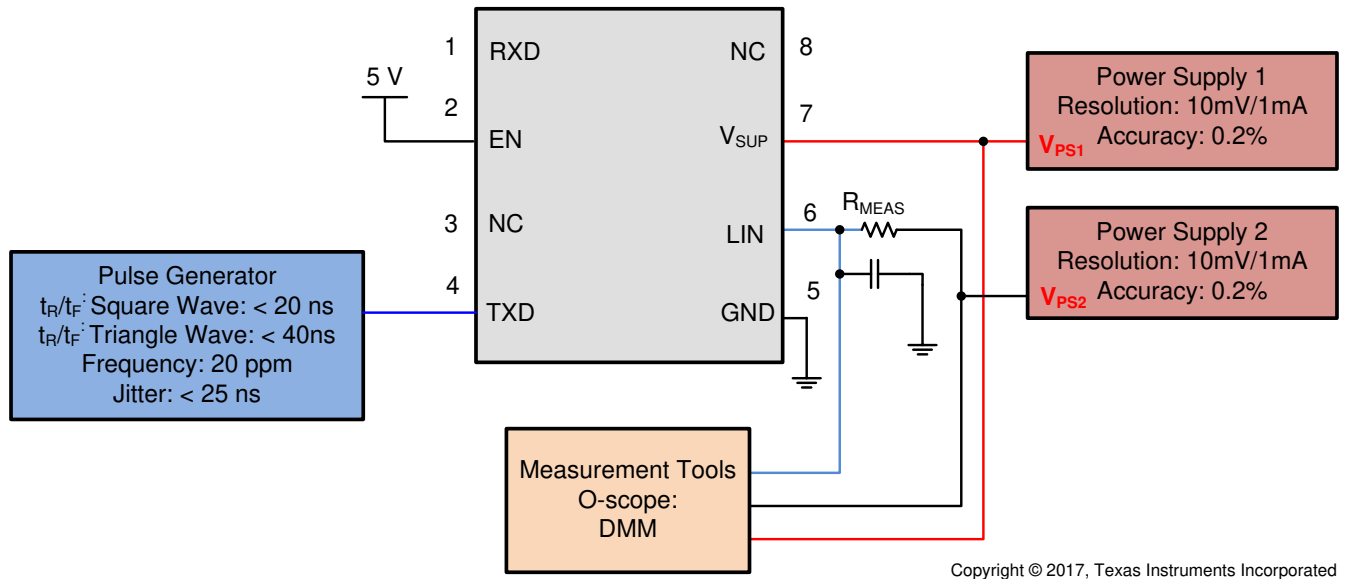 1
RXD
NC
8
5 V
2
EN
7
VSUP
3
NC
6
LIN
RMEAS
4
TXD
5
GND
Power Supply 1
Resolution: 10mV/1mA
VPS1 Accuracy: 0.2%
Power Supply 2
Resolution: 10mV/1mA
VPS2 Accuracy: 0.2%
Pulse Generator
tR/tF: Square Wave: < 20 ns
tR/tF: Triangle Wave: < 40ns
Frequency: 20 ppm
Jitter: < 25 ns
Measurement Tools
O-scope:
DMM
Copyright © 2017, Texas Instruments Incorporated